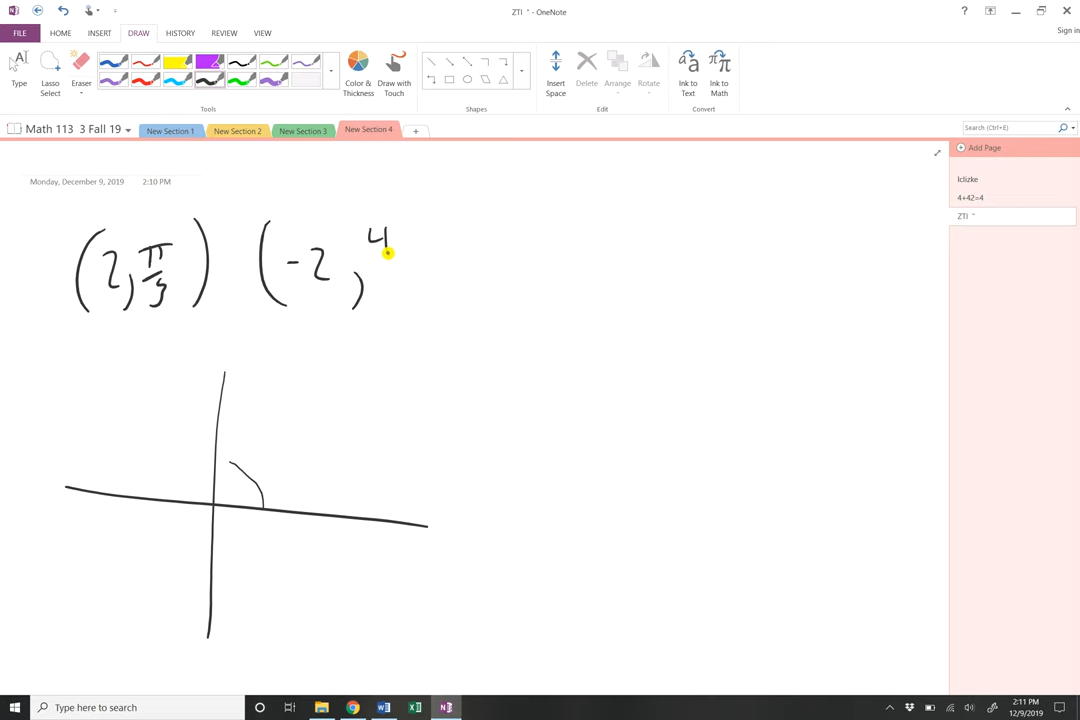 ZTI " - OneNote
? 
Sign in
FILE HOME INSERT DRAW HISTORY REVIEW VIEW
Type
Lasso Select
Eraser
Color & Thickness
Draw with Touch
Insert Space
Delete
Arrange
Rotate
Ink to Text
Ink to Math
Tools
Shapes
Edit
Convert
Math 113 3 Fall 19
New Section 1
New Section 2
New Section 3
New Section 4
+
Search (Ctrl+E)
Add Page
Iclizke
4+42=4
ZTI "
Monday, December 9, 2019 2:10 PM
(2, π/3) (-2, 4
Type here to search
2:11 PM
12/9/2019